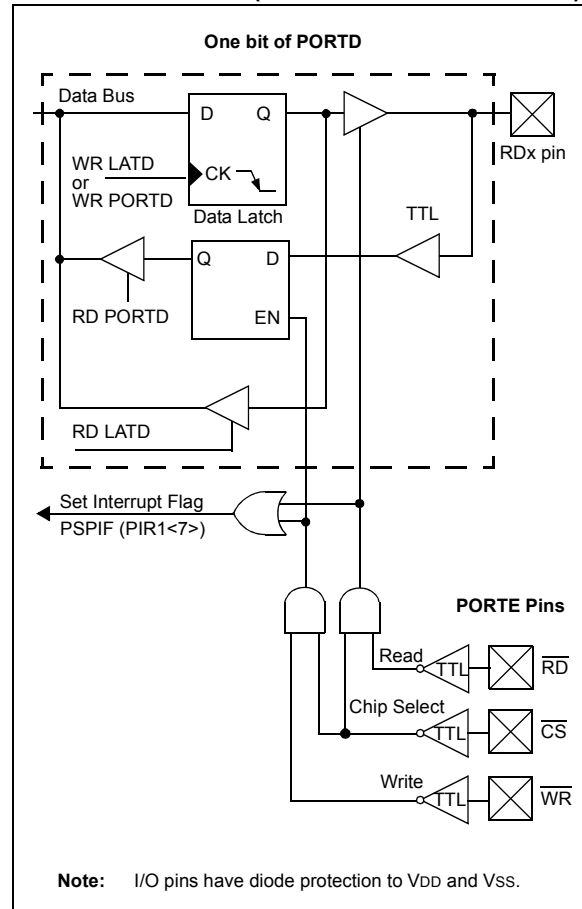 One bit of PORTD
Data Bus
D Q
RDx pin
WR LATD
or
WR PORTD
CK
Data Latch
TTL
Q D
RD PORTD
EN
RD LATD
Set Interrupt Flag
PSPIF (PIR1<7>)
PORTE Pins
Read
TTL
RD
Chip Select
TTL
CS
Write
TTL
WR
Note: I/O pins have diode protection to VDD and VSS.